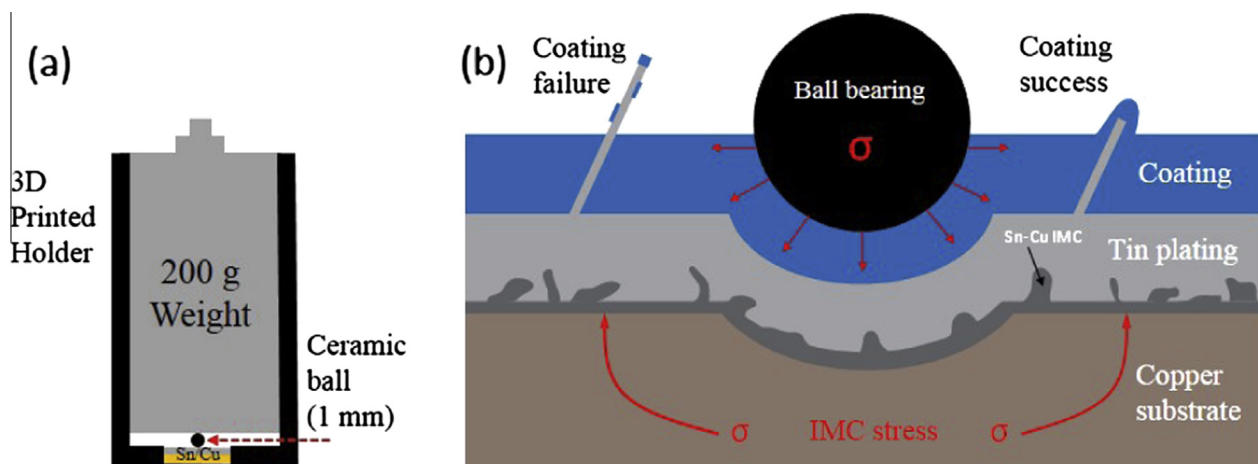 (a)
3D
Printed
Holder
200 g
Weight
Ceramic
ball
(1 mm)
Sn/Cu
(b)
Coating
failure
Ball bearing
σ
Coating
success
Coating
Sn-Cu IMC
Tin plating
Copper
substrate
σ IMC stress σ